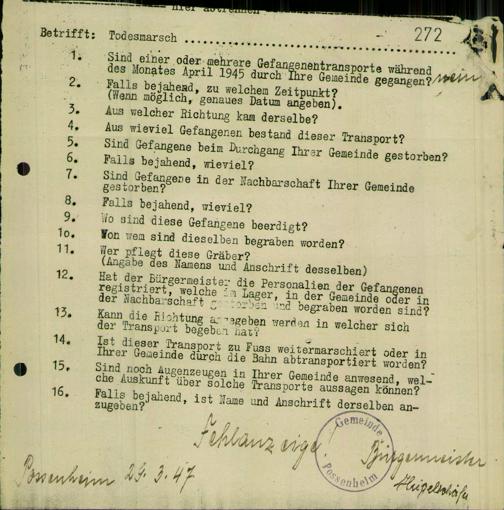 hier abtrennen
272
Betrifft: Todesmarsch
1. Sind einer oder mehrere Gefangenentransporte während
des Monates April 1945 durch Ihre Gemeinde gegangen? nein
2. Falls bejahend, zu welchem Zeitpunkt?
(Wenn möglich, genaues Datum angeben).
3. Aus welcher Richtung kam derselbe?
4. Aus wieviel Gefangenen bestand dieser Transport?
5. Sind Gefangene beim Durchgang Ihrer Gemeinde gestorben?
6. Falls bejahend, wieviel?
7. Sind Gefangene in der Nachbarschaft Ihrer Gemeinde
gestorben?
8. Falls bejahend, wieviel?
9. Wo sind diese Gefangene beerdigt?
10. Von wem sind dieselben begraben worden?
11. Wer pflegt diese Gräber?
(Angabe des Namens und Anschrift desselben)
12. Hat der Bürgermeister die Personalien der Gefangenen
registriert, welche im Lager, in der Gemeinde oder in
der Nachbarschaft gestorben und begraben worden sind?
13. Kann die Richtung angegeben werden in welcher sich
der Transport begeben hat?
14. Ist dieser Transport zu Fuss weitermarschiert oder in
Ihrer Gemeinde durch die Bahn abtransportiert worden?
15. Sind noch Augenzeugen in Ihrer Gemeinde anwesend, wel-
che Auskunft über solche Transporte aussagen können?
16. Falls bejahend, ist Name und Anschrift derselben an-
zugeben?
Fehlanzeige!
Gemeinde Possenheim
Bürgermeister
Possenheim 29.3.47